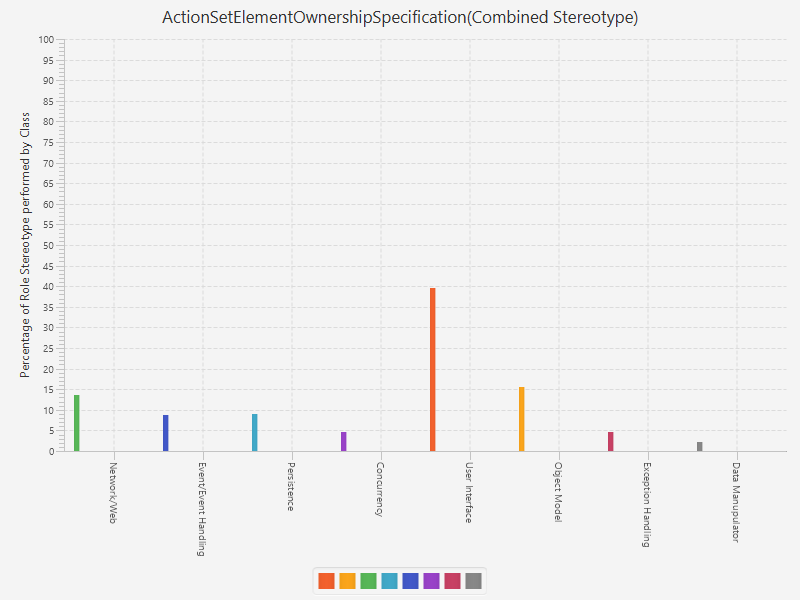 ActionSetElementOwnershipSpecification(Combined Stereotype)
Percentage of Role Stereotype performed by Class
100
95
90
85
80
75
70
65
60
55
50
45
40
35
30
25
20
15
10
5
0
Network/Web
Event/Event Handling
Persistence
Concurrency
User Interface
Object Model
Exception Handling
Data Manupulator